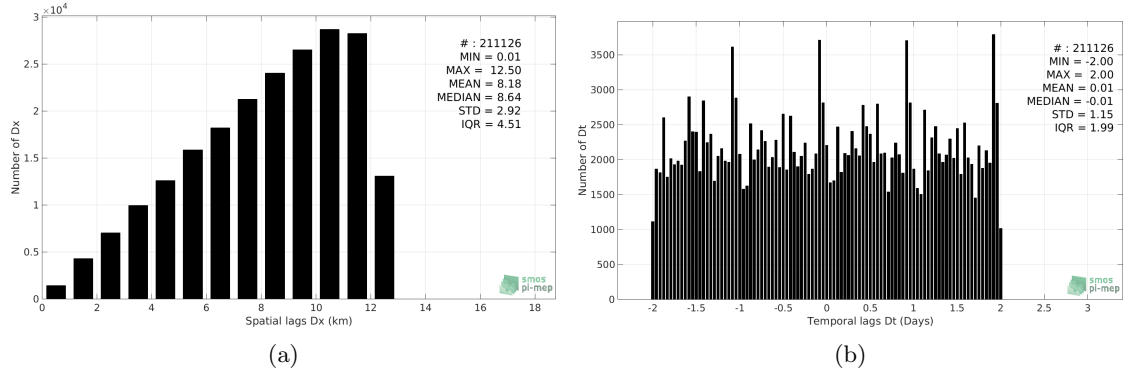 3 ×10⁴
2.5
2
1.5
1
0.5
0
0 2 4 6 8 10 12 14 16 18
Number of Dx
Spatial lags Dx (km)
# : 211126
MIN = 0.01
MAX = 12.50
MEAN = 8.18
MEDIAN = 8.64
STD = 2.92
IQR = 4.51
smos
pi-mep
(a)
3500
3000
2500
2000
1500
1000
500
0
-2 -1.5 -1 -0.5 0 0.5 1 1.5 2 2.5 3
Number of Dt
Temporal lags Dt (Days)
# : 211126
MIN = -2.00
MAX = 2.00
MEAN = 0.01
MEDIAN = -0.01
STD = 1.15
IQR = 1.99
smos
pi-mep
(b)